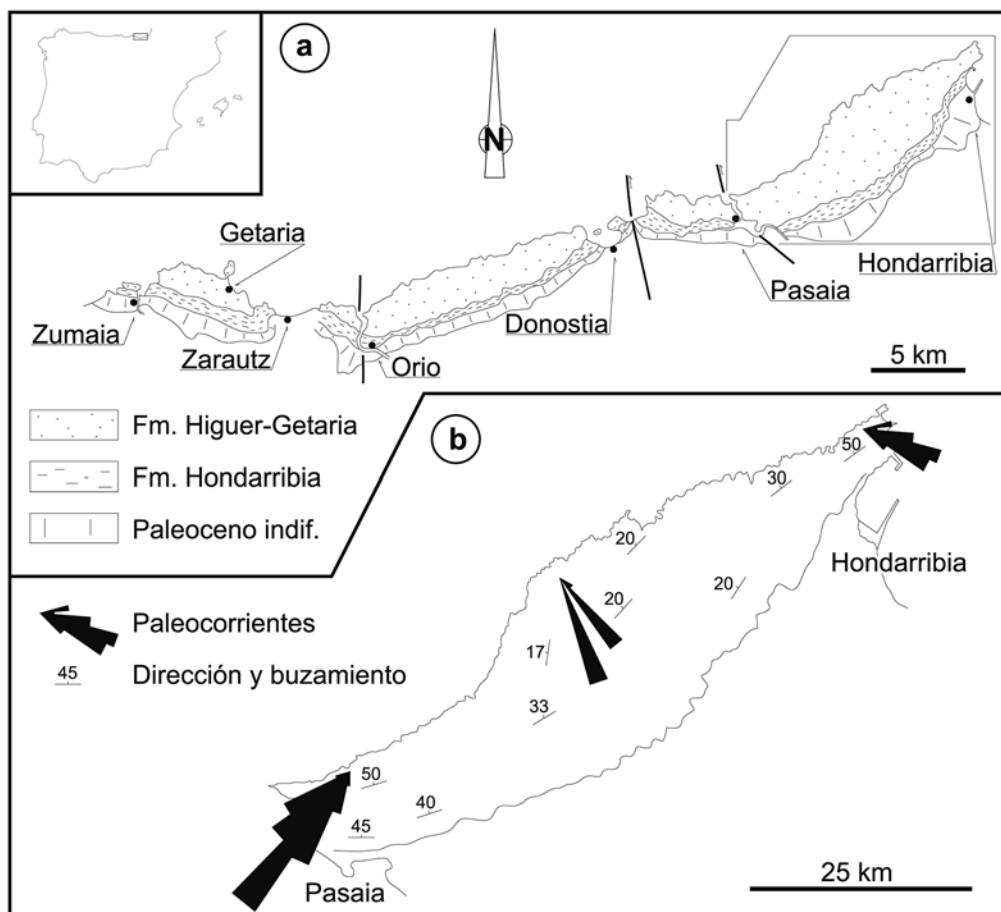 a
N
Getaria
Zumaia
Zarautz
Orio
Donostia
Pasaia
Hondarribia
5 km
Fm. Higuer-Getaria
Fm. Hondarribia
Paleoceno indif.
Paleocorrientes
45
Dirección y buzamiento
b
50
30
20
20
20
17
33
50
40
45
Hondarribia
Pasaia
25 km